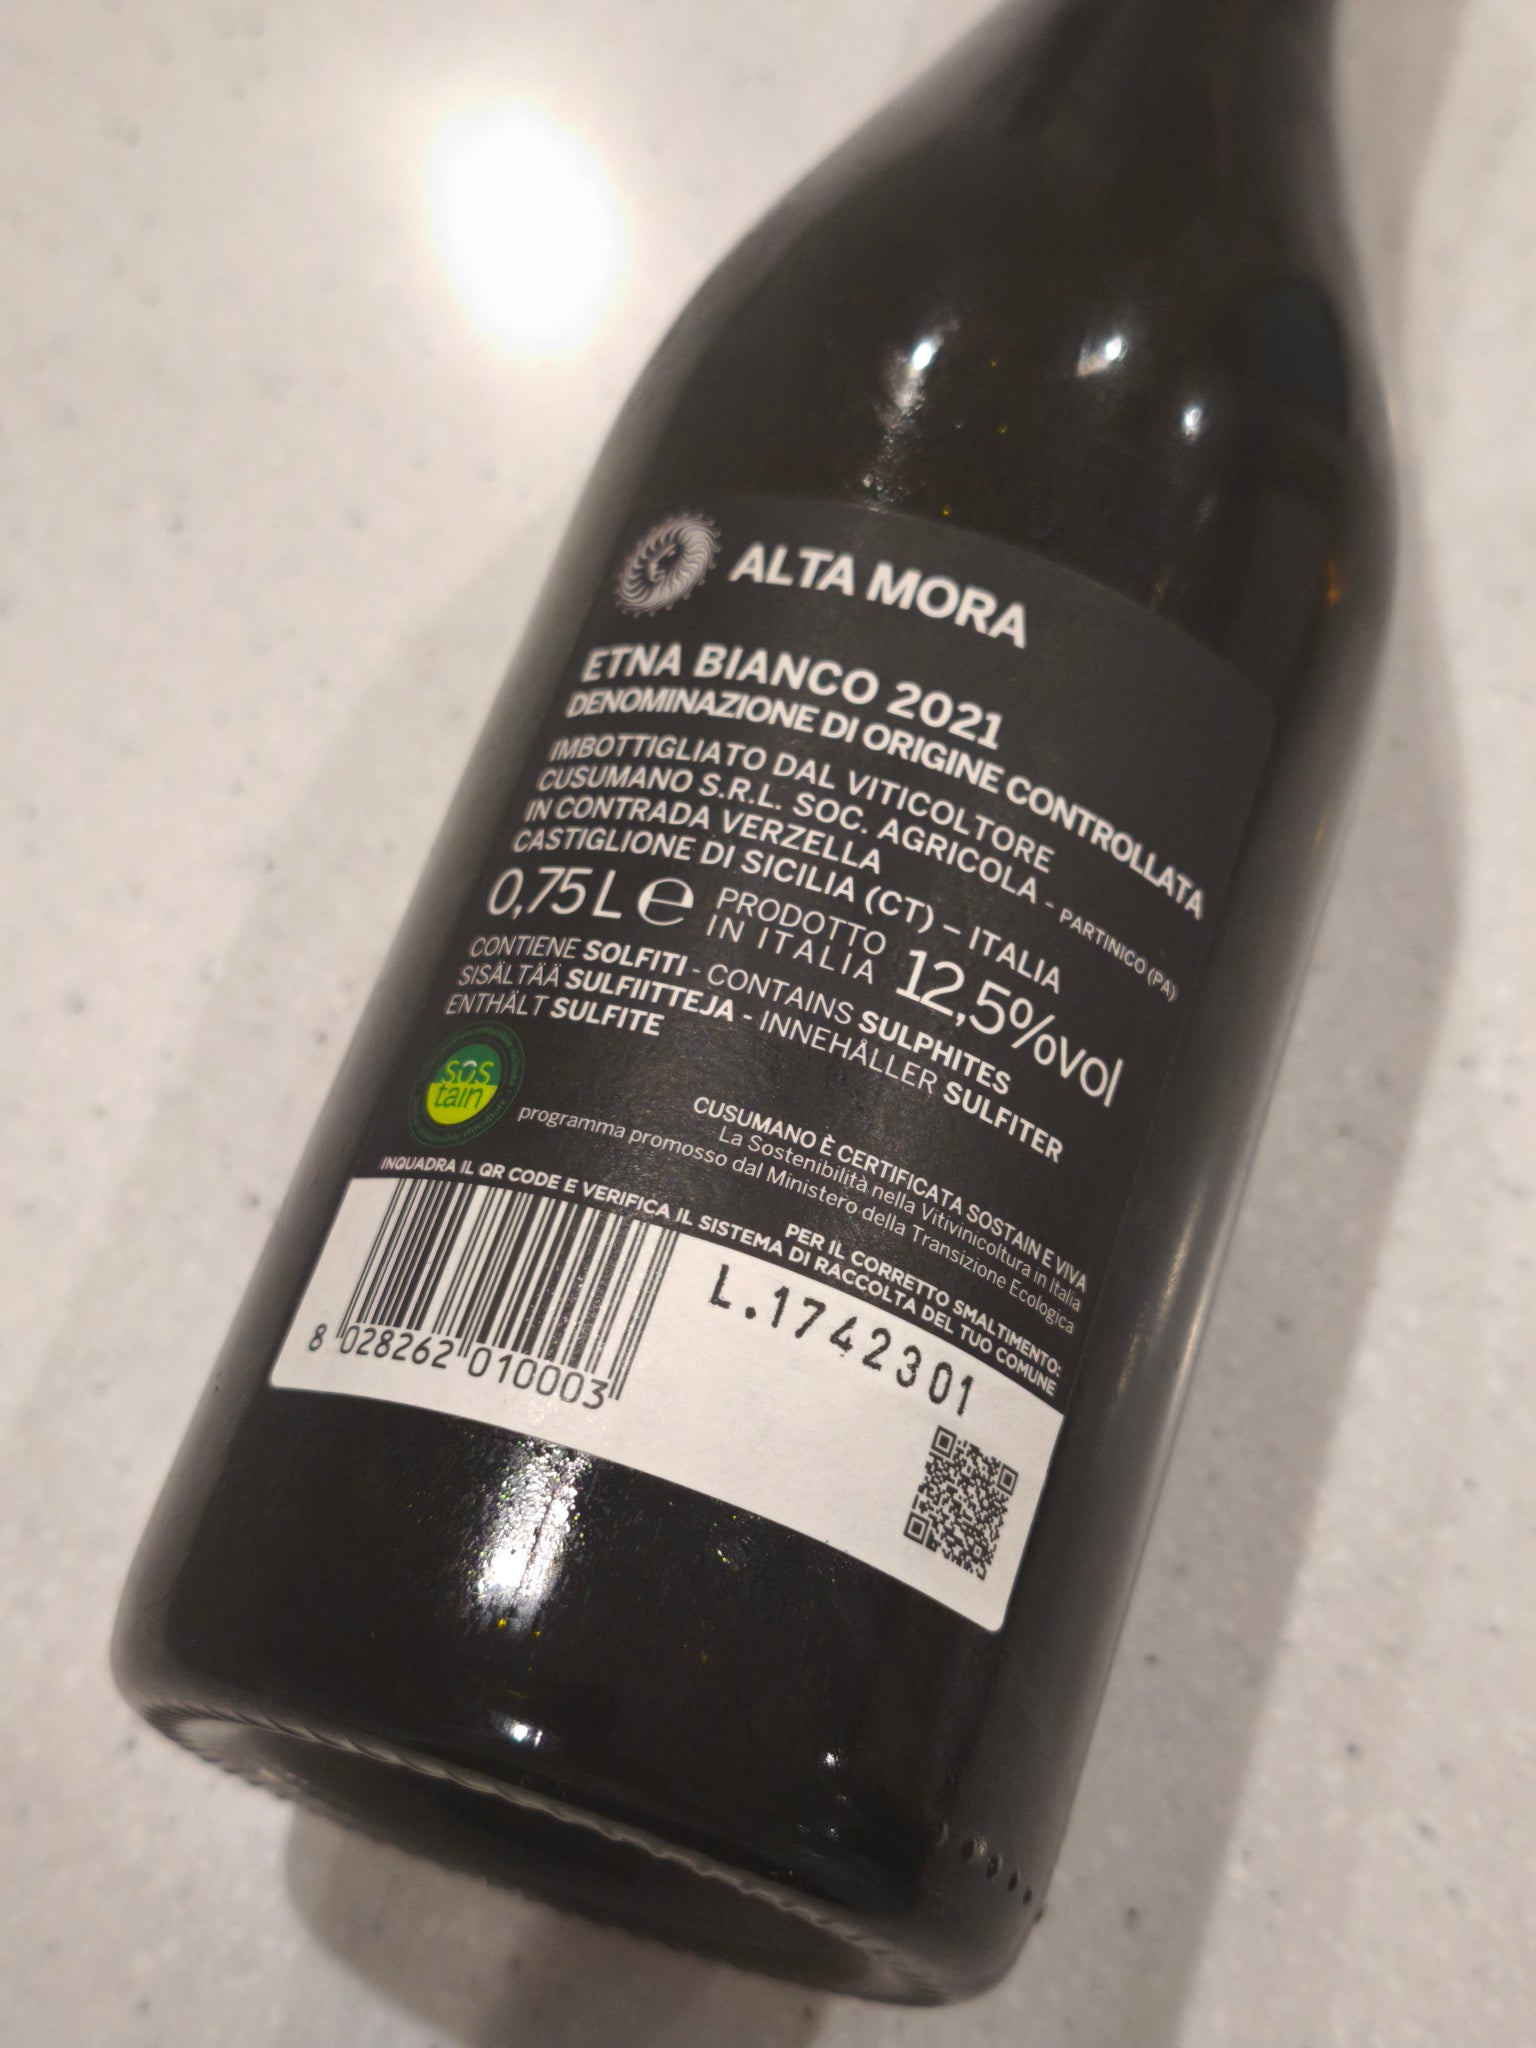 ALTA MORA
ETNA BIANCO 2021
DENOMINAZIONE DI ORIGINE CONTROLLATA
IMBOTTIGLIATO DAL VITICOLTORE
CUSUMANO S.R.L. SOC. AGRICOLA - PARTINICO (PA)
IN CONTRADA VERZELLA
CASTIGLIONE DI SICILIA (CT) – ITALIA
0,75 L ℮ PRODOTTO IN ITALIA 12,5%vol
CONTIENE SOLFITI - CONTAINS SULPHITES
SISÄLTÄÄ SULFIITTEJA - INNEHÅLLER SULFITER
ENTHÄLT SULFITE
SOS
tain
CUSUMANO È CERTIFICATA SOSTAIN E VIVA
La Sostenibilità nella Vitivinicoltura in Italia
programma promosso dal Ministero della Transizione Ecologica
PER IL CORRETTO SMALTIMENTO:
INQUADRA IL QR CODE E VERIFICA IL SISTEMA DI RACCOLTA DEL TUO COMUNE
L.1742301
8 028262 010003